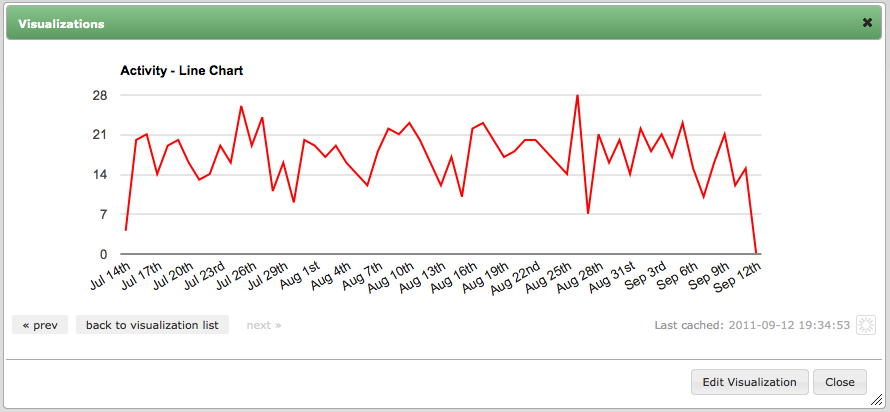 Visualizations ✖
Activity - Line Chart
28
21
14
7
0
Jul 14th Jul 17th Jul 20th Jul 23rd Jul 26th Jul 29th Aug 1st Aug 4th Aug 7th Aug 10th Aug 13th Aug 16th Aug 19th Aug 22nd Aug 25th Aug 28th Aug 31st Sep 3rd Sep 6th Sep 9th Sep 12th
« prev back to visualization list next » Last cached: 2011-09-12 19:34:53
Edit Visualization Close